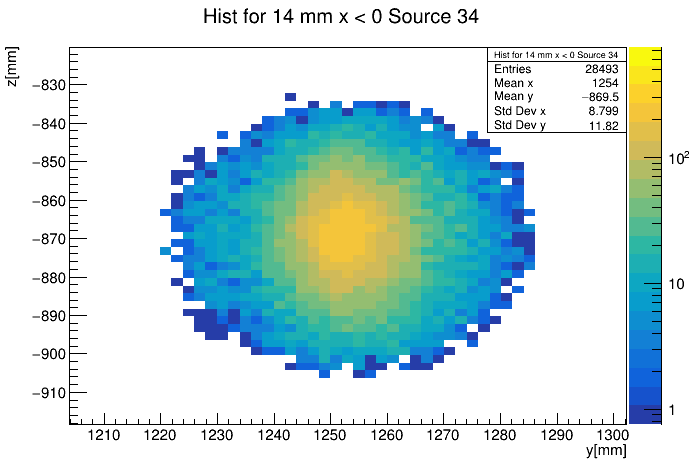 Hist for 14 mm x < 0 Source 34
z[mm]
Hist for 14 mm x < 0 Source 34
Entries 28493
Mean x 1254
Mean y −869.5
Std Dev x 8.799
Std Dev y 11.82
−830
−840
−850
−860
−870
−880
−890
−900
−910
10²
10
1
1210 1220 1230 1240 1250 1260 1270 1280 1290 1300
y[mm]